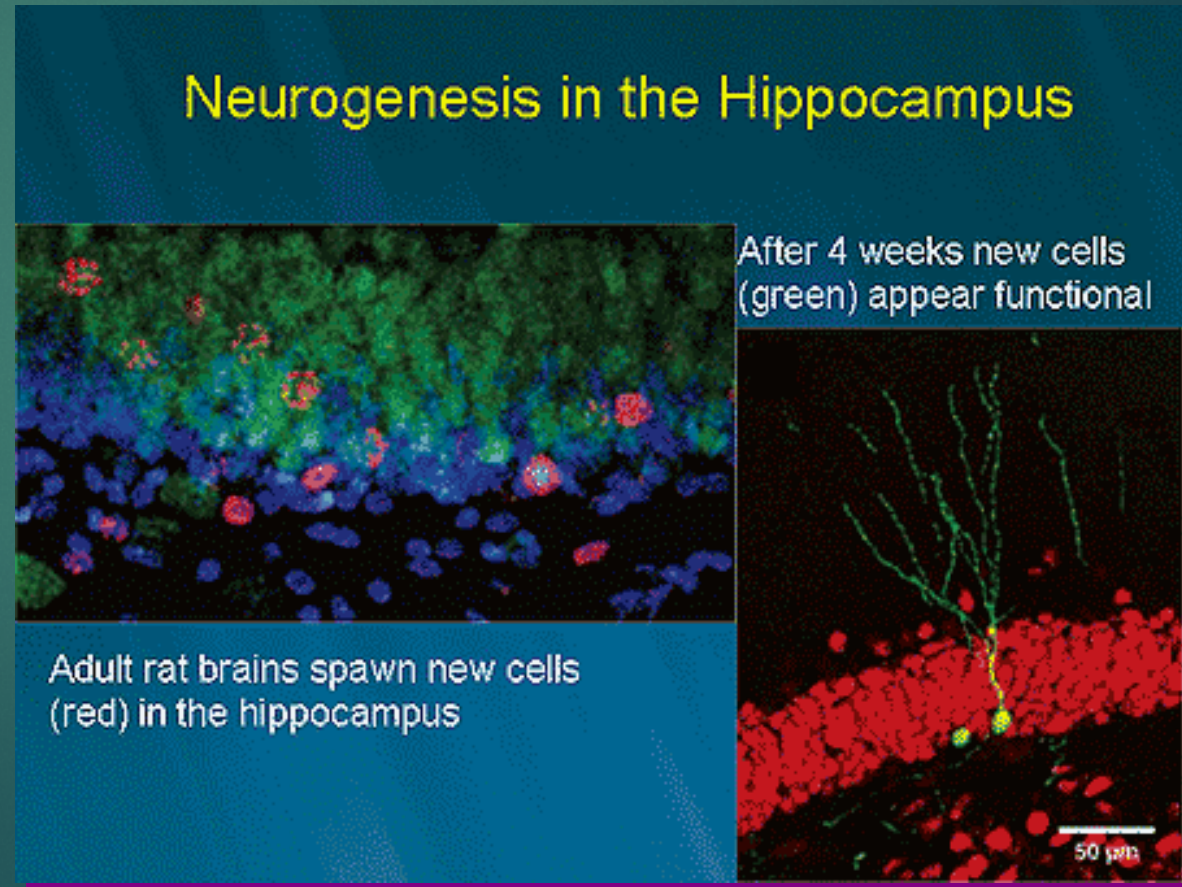 Neurogenesis in the Hippocampus
After 4 weeks new cells
(green) appear functional
Adult rat brains spawn new cells
(red) in the hippocampus
50 μm